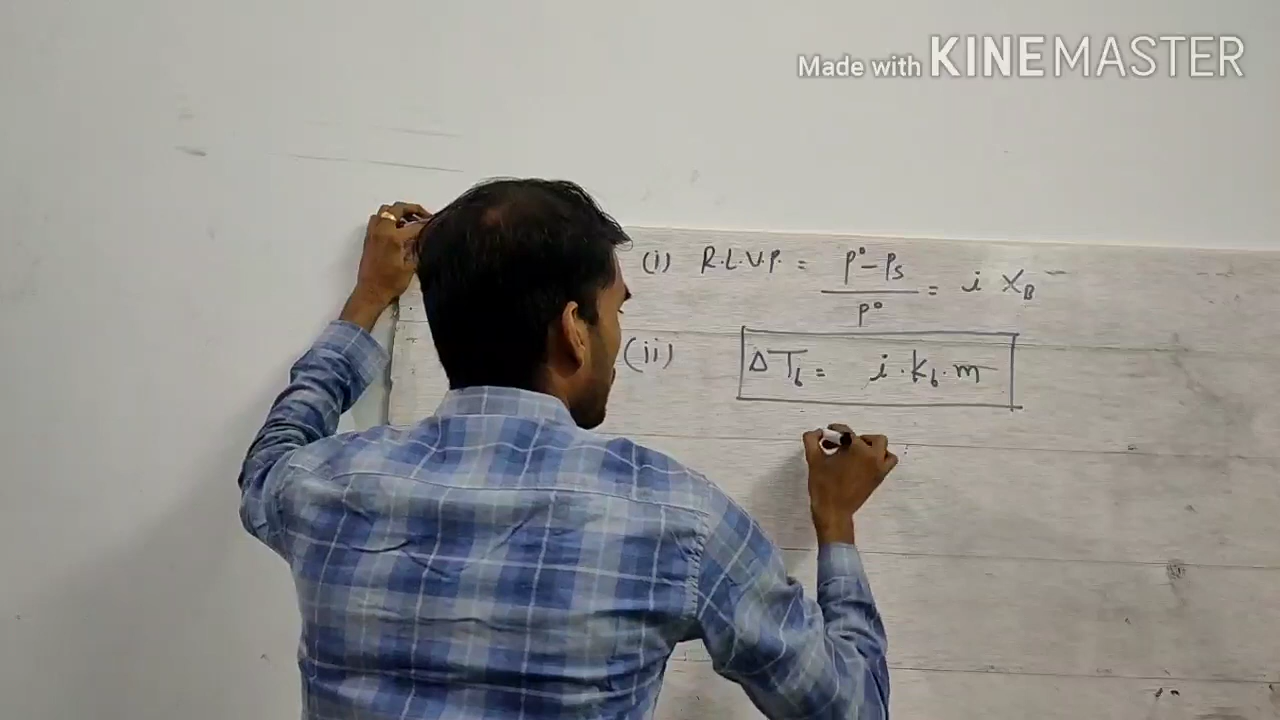 Made with KINEMASTER
(i) R.L.V.P. = p° - ps / p° = i XB
(ii) ΔTb = i . Kb . m